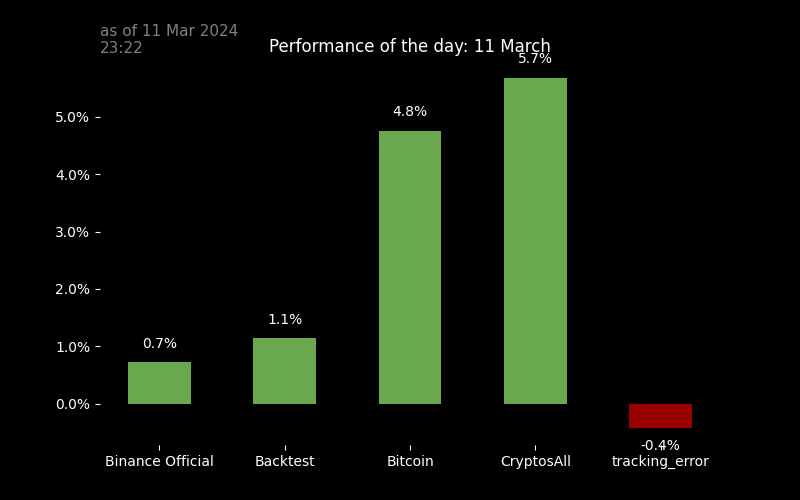 as of 11 Mar 2024
23:22
Performance of the day: 11 March
5.7%
5.0%
4.8%
4.0%
3.0%
2.0%
1.1%
1.0%
0.7%
0.0%
-0.4%
Binance Official
Backtest
Bitcoin
CryptosAll
tracking_error